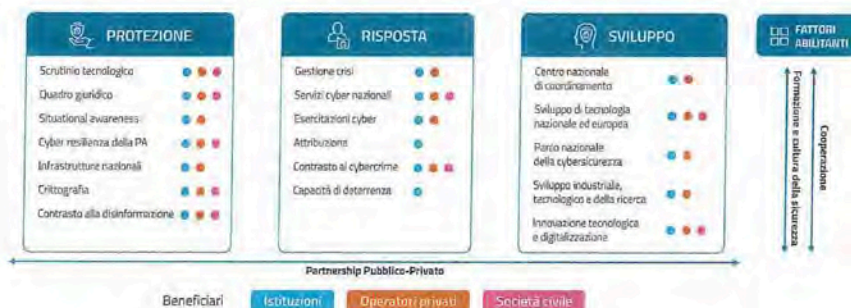 PROTEZIONE
Scrutinio tecnologico
Quadro giuridico
Situational awareness
Cyber resilienza della PA
Infrastrutture nazionali
Crittografia
Contrasto alla disinformazione
RISPOSTA
Gestione crisi
Servizi cyber nazionali
Esercitazioni cyber
Attribuzione
Contrasto al cybercrime
Capacità di deterrenza
SVILUPPO
Centro nazionale
di coordinamento
Sviluppo di tecnologia
nazionale ed europea
Parco nazionale
della cybersicurezza
Sviluppo industriale,
tecnologico e della ricerca
Innovazione tecnologica
e digitalizzazione
FATTORI
ABILITANTI
Formazione e cultura della sicurezza
Cooperazione
Partnership Pubblico-Privato
Beneficiari
Istituzioni
Operatori privati
Società civile